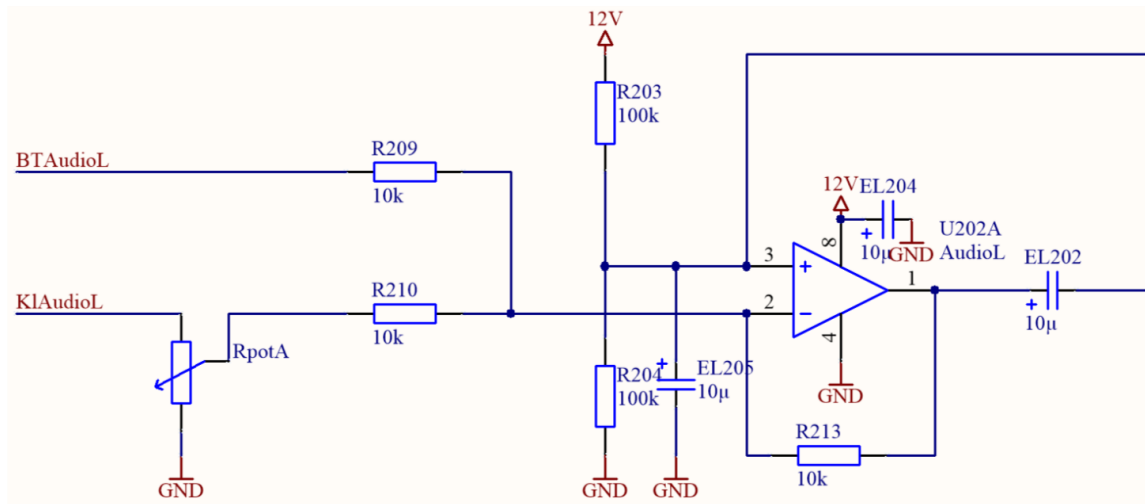 12V
R203
100k
BTAudioL
R209
10k
12V
EL204
8
10µ
GND
U202A
AudioL
3
+
1
EL202
10µ
KlAudioL
R210
10k
2
4
RpotA
R204
100k
EL205
10µ
GND
R213
10k
GND
GND
GND